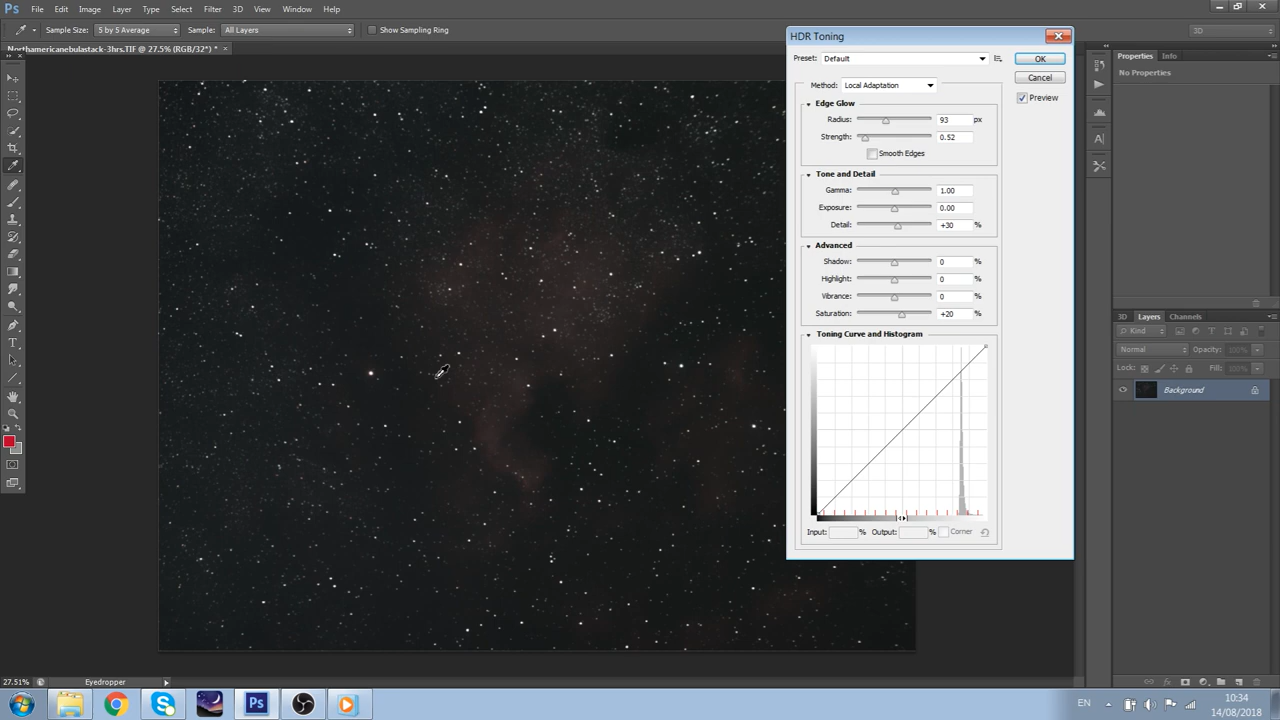 Ps File Edit Image Layer Type Select Filter 3D View Window Help
Sample Size: 5 by 5 Average Sample: All Layers Show Sampling Ring 3D
Northamericanebulastack-3hrs.TIF @ 27.5% (RGB/32*) * ×
HDR Toning
Preset: Default OK
Cancel
Method: Local Adaptation Preview
Edge Glow
Radius: 93 px
Strength: 0.52
Smooth Edges
Tone and Detail
Gamma: 1.00
Exposure: 0.00
Detail: +30 %
Advanced
Shadow: 0 %
Highlight: 0 %
Vibrance: 0 %
Saturation: +20 %
Toning Curve and Histogram
Input: % Output: % Corner
Properties Info
No Properties
3D Layers Channels
Kind
Normal Opacity: 100%
Lock: Fill: 100%
Background
27.51% Eyedropper
Ps EN 10:34
14/08/2018